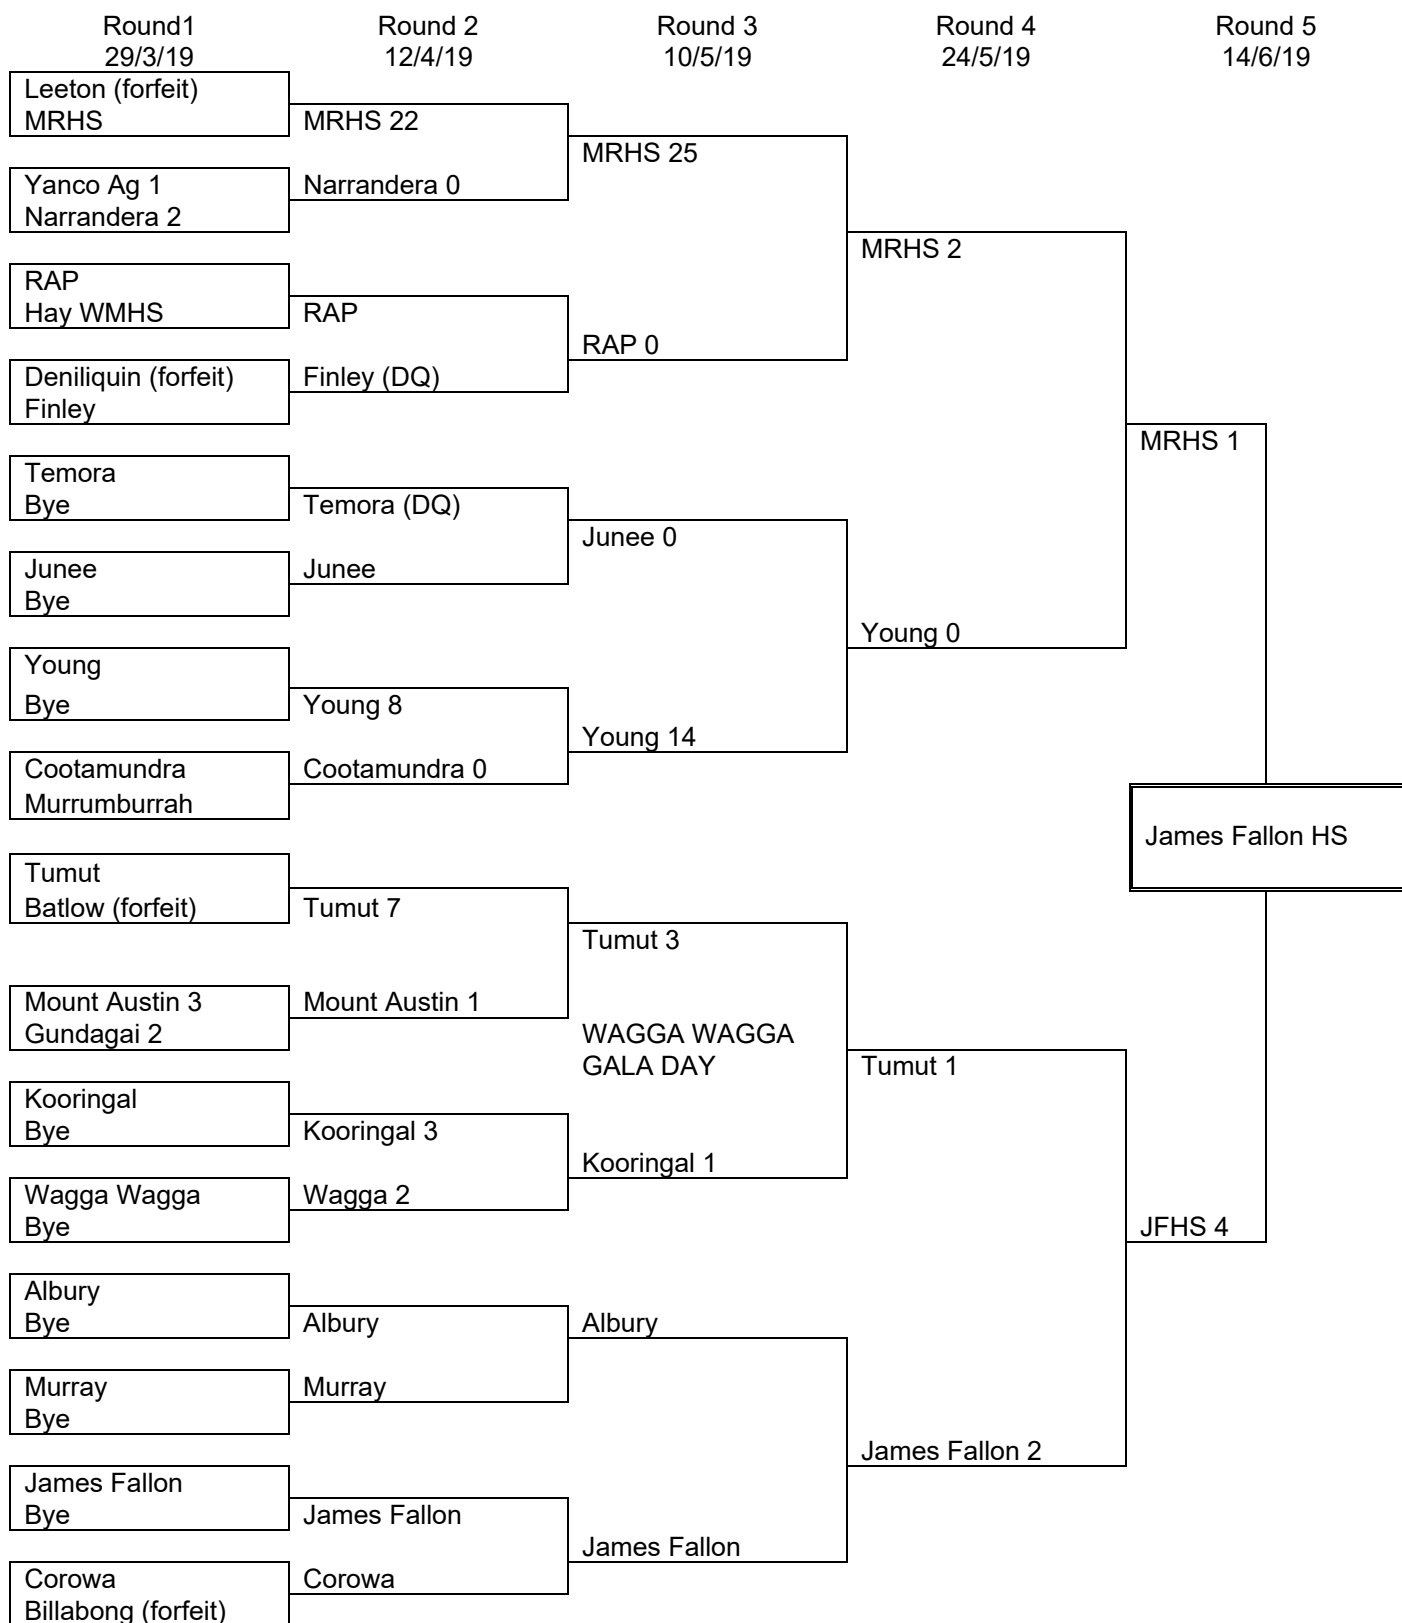 Round1
29/3/19
Round 2
12/4/19
Round 3
10/5/19
Round 4
24/5/19
Round 5
14/6/19
Leeton (forfeit)
MRHS
Yanco Ag 1
Narrandera 2
RAP
Hay WMHS
Deniliquin (forfeit)
Finley
Temora
Bye
Junee
Bye
Young
Bye
Cootamundra
Murrumburrah
Tumut
Batlow (forfeit)
Mount Austin 3
Gundagai 2
Kooringal
Bye
Wagga Wagga
Bye
Albury
Bye
Murray
Bye
James Fallon
Bye
Corowa
Billabong (forfeit)
MRHS 22
Narrandera 0
RAP
Finley (DQ)
Temora (DQ)
Junee
Young 8
Cootamundra 0
Tumut 7
Mount Austin 1
Kooringal 3
Wagga 2
Albury
Murray
James Fallon
Corowa
MRHS 25
RAP 0
Junee 0
Young 14
Tumut 3
WAGGA WAGGA
GALA DAY
Kooringal 1
Albury
James Fallon
MRHS 2
Young 0
Tumut 1
James Fallon 2
MRHS 1
James Fallon HS
JFHS 4